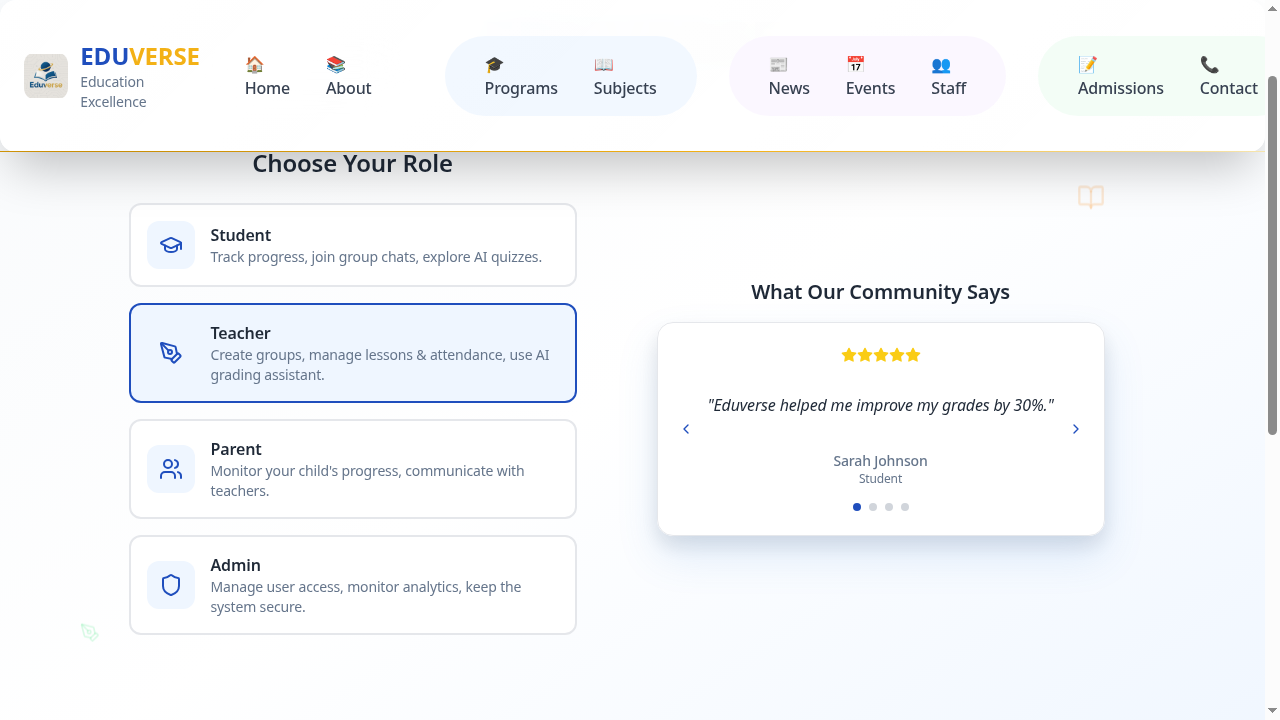 EDUVERSE
Education
Excellence
Eduverse
🏠
Home
📚
About
🎓
Programs
📖
Subjects
📰
News
📅
Events
👥
Staff
📝
Admissions
📞
Contact
Choose Your Role
Student
Track progress, join group chats, explore AI quizzes.
Teacher
Create groups, manage lessons & attendance, use AI
grading assistant.
Parent
Monitor your child's progress, communicate with
teachers.
Admin
Manage user access, monitor analytics, keep the
system secure.
What Our Community Says
"Eduverse helped me improve my grades by 30%."
Sarah Johnson
Student